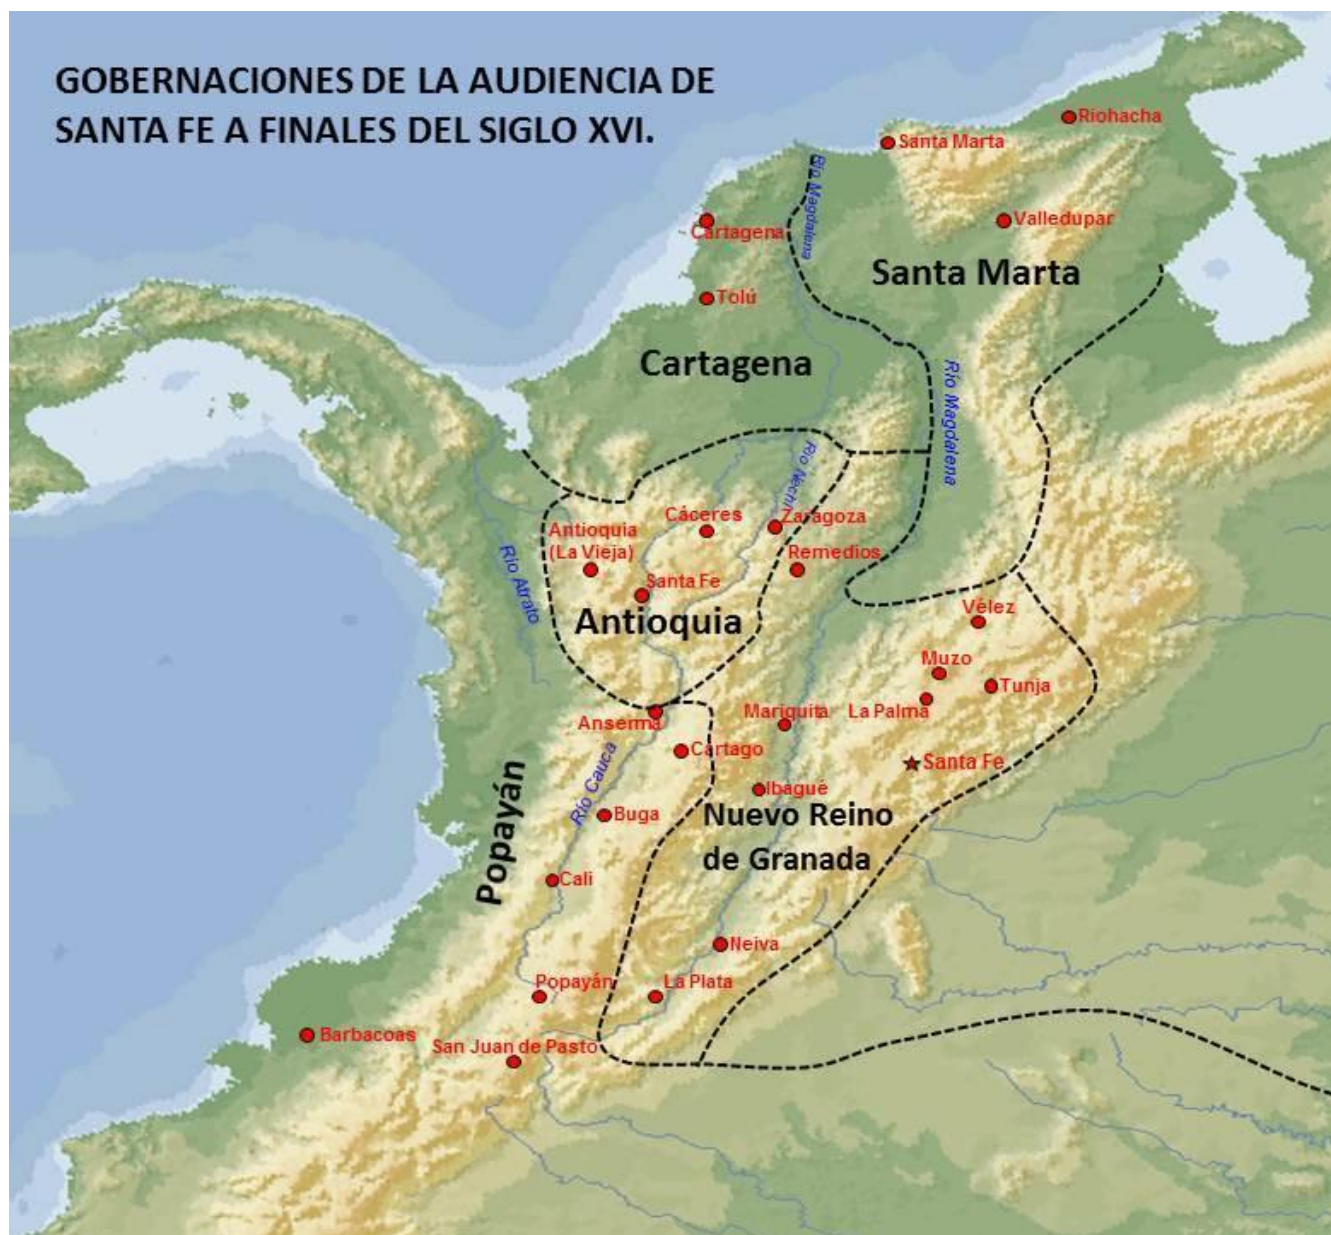 GOBERNACIONES DE LA AUDIENCIA DE
SANTA FE A FINALES DEL SIGLO XVI.
Riohacha
Santa Marta
Río Magdalena
Valledupar
Cartagena
Santa Marta
Tolú
Cartagena
Río Magdalena
Río Nechí
Cáceres
Zaragoza
Antioquia
(La Vieja)
Remedios
Río Atrato
Santa Fe
Antioquia
Vélez
Muzo
Tunja
La Palma
Mariquita
Anserma
Cartago
Santa Fe
Río Cauca
Popayán
Ibagué
Buga
Nuevo Reino
de Granada
Cali
Neiva
Popayán
La Plata
Barbacoas
San Juan de Pasto